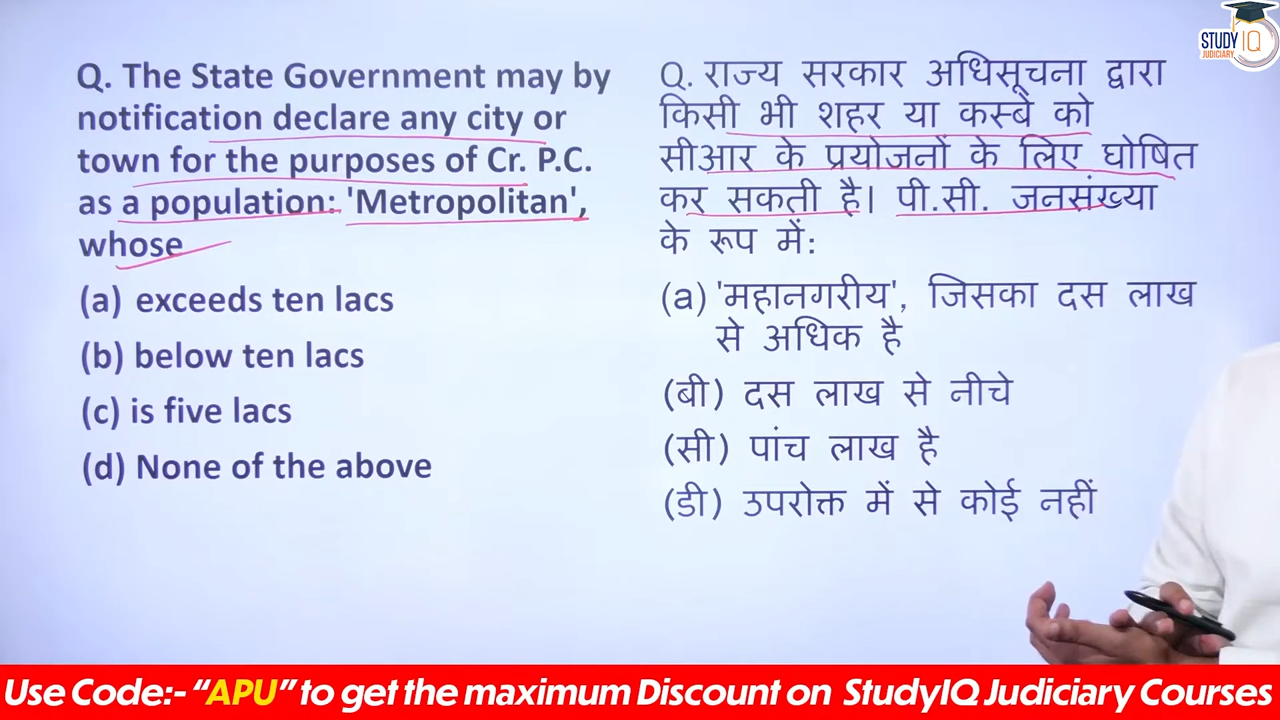 STUDY IQ
JUDICIARY
Q. The State Government may by
notification declare any city or
town for the purposes of Cr. P.C.
as a population: 'Metropolitan',
whose
(a) exceeds ten lacs
(b) below ten lacs
(c) is five lacs
(d) None of the above
Q. राज्य सरकार अधिसूचना द्वारा
किसी भी शहर या कस्बे को
सीआर के प्रयोजनों के लिए घोषित
कर सकती है। पी.सी. जनसंख्या
के रूप में:
(a) 'महानगरीय', जिसका दस लाख
से अधिक है
(बी) दस लाख से नीचे
(सी) पांच लाख है
(डी) उपरोक्त में से कोई नहीं
Use Code:- “APU” to get the maximum Discount on StudyIQ Judiciary Courses